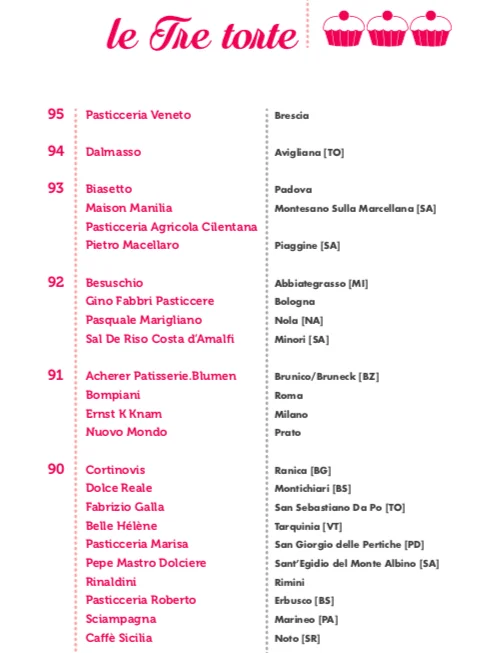 le Tre torte
95 Pasticceria Veneto Brescia
94 Dalmasso Avigliana [TO]
93 Biasetto Padova
Maison Manilia Montesano Sulla Marcellana [SA]
Pasticceria Agricola Cilentana
Pietro Macellaro Piaggine [SA]
92 Besuschio Abbiategrasso [MI]
Gino Fabbri Pasticcere Bologna
Pasquale Marigliano Nola [NA]
Sal De Riso Costa d'Amalfi Minori [SA]
91 Acherer Patisserie.Blumen Brunico/Bruneck [BZ]
Bompiani Roma
Ernst K Knam Milano
Nuovo Mondo Prato
90 Cortinovis Ranica [BG]
Dolce Reale Montichiari [BS]
Fabrizio Galla San Sebastiano Da Po [TO]
Belle Hélène Tarquinia [VT]
Pasticceria Marisa San Giorgio delle Pertiche [PD]
Pepe Mastro Dolciere Sant'Egidio del Monte Albino [SA]
Rinaldini Rimini
Pasticceria Roberto Erbusco [BS]
Sciampagna Marineo [PA]
Caffè Sicilia Noto [SR]